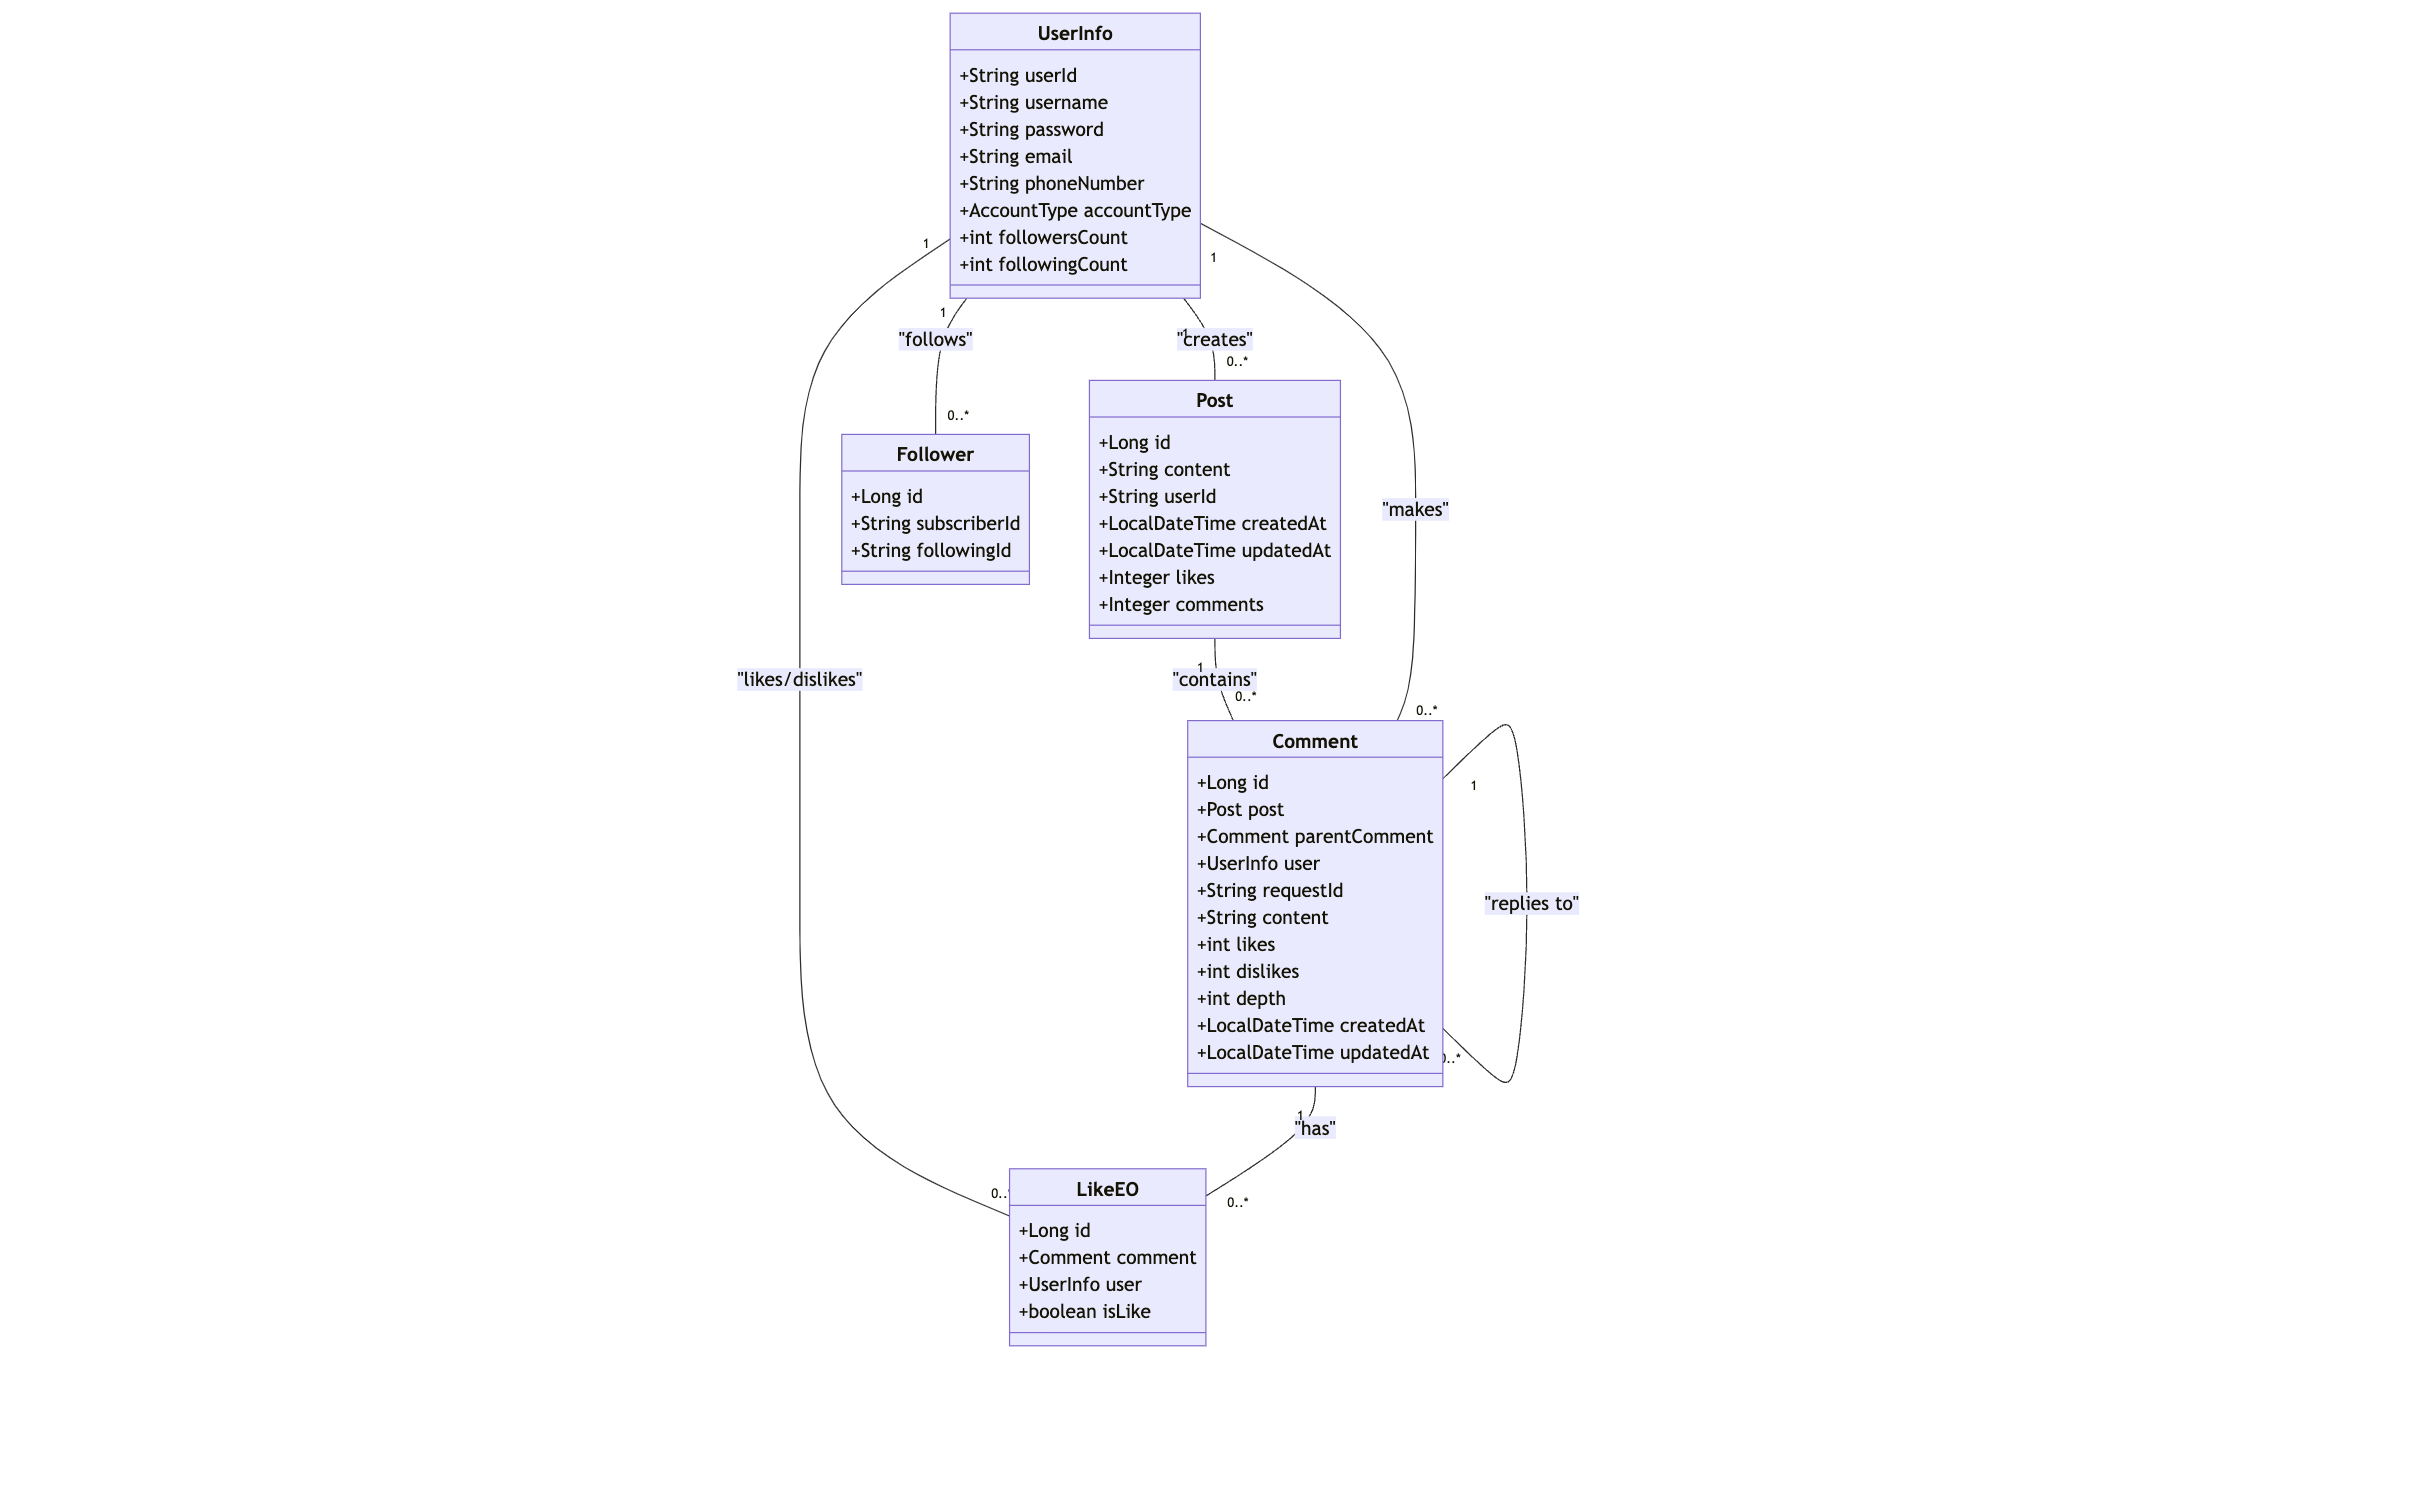 UserInfo
+String userId
+String username
+String password
+String email
+String phoneNumber
+AccountType accountType
+int followersCount
+int followingCount
1
1
1
"follows"
1
"creates"
0..*
0..*
Post
+Long id
+String content
+String userId
+LocalDateTime createdAt
+LocalDateTime updatedAt
+Integer likes
+Integer comments
Follower
+Long id
+String subscriberId
+String followingId
"makes"
"likes/dislikes"
1
"contains"
0..*
0..*
Comment
+Long id
+Post post
+Comment parentComment
+UserInfo user
+String requestId
+String content
+int likes
+int dislikes
+int depth
+LocalDateTime createdAt
+LocalDateTime updatedAt
1
"replies to"
0..*
1
"has"
0..*
0..*
LikeEO
+Long id
+Comment comment
+UserInfo user
+boolean isLike